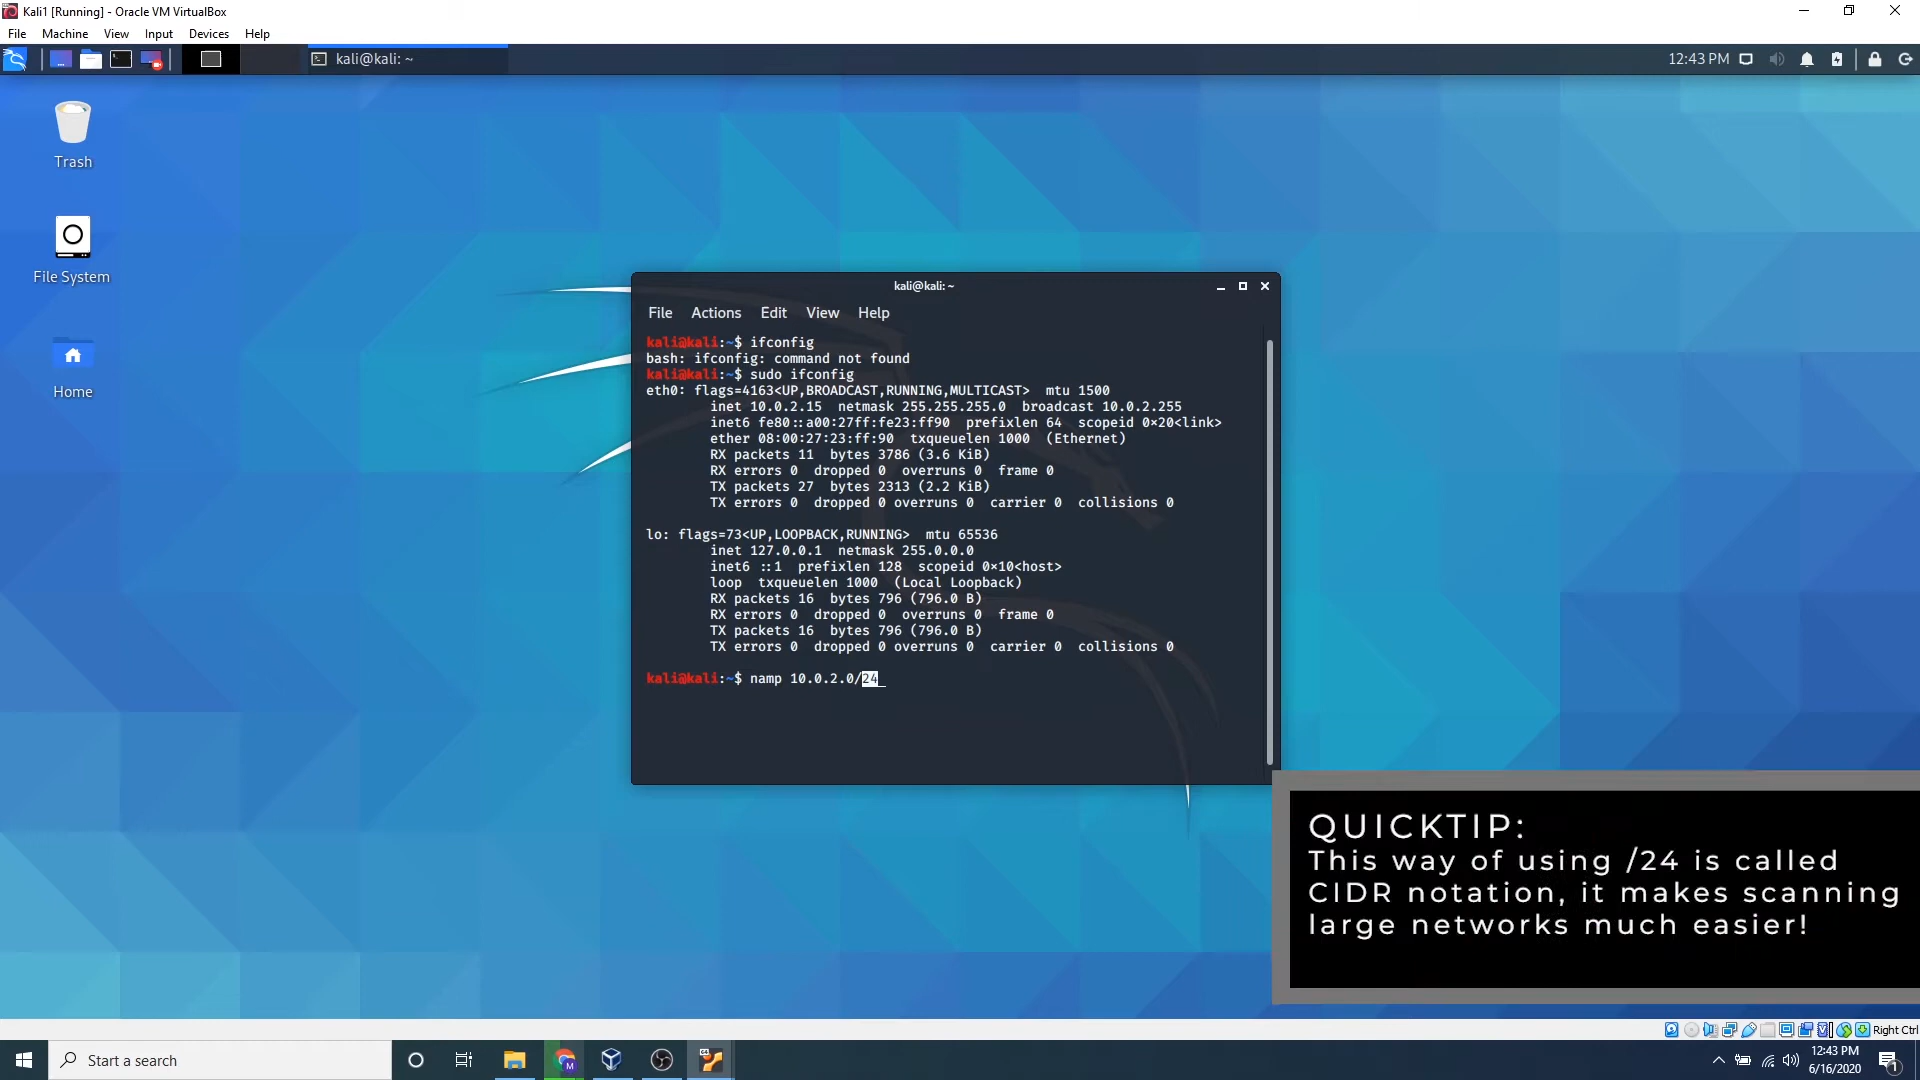 Kali1 [Running] - Oracle VM VirtualBox
File Machine View Input Devices Help
kali@kali: ~
12:43 PM
Trash
File System
Home
kali@kali: ~
File Actions Edit View Help
kali@kali:~$ ifconfig
bash: ifconfig: command not found
kali@kali:~$ sudo ifconfig
eth0: flags=4163<UP,BROADCAST,RUNNING,MULTICAST>  mtu 1500
inet 10.0.2.15  netmask 255.255.255.0  broadcast 10.0.2.255
inet6 fe80::a00:27ff:fe23:ff90  prefixlen 64  scopeid 0×20<link>
ether 08:00:27:23:ff:90  txqueuelen 1000  (Ethernet)
RX packets 11  bytes 3786 (3.6 KiB)
RX errors 0  dropped 0  overruns 0  frame 0
TX packets 27  bytes 2313 (2.2 KiB)
TX errors 0  dropped 0 overruns 0  carrier 0  collisions 0
lo: flags=73<UP,LOOPBACK,RUNNING>  mtu 65536
inet 127.0.0.1  netmask 255.0.0.0
inet6 ::1  prefixlen 128  scopeid 0×10<host>
loop  txqueuelen 1000  (Local Loopback)
RX packets 16  bytes 796 (796.0 B)
RX errors 0  dropped 0  overruns 0  frame 0
TX packets 16  bytes 796 (796.0 B)
TX errors 0  dropped 0 overruns 0  carrier 0  collisions 0
kali@kali:~$ namp 10.0.2.0/24_
QUICKTIP:
This way of using /24 is called
CIDR notation, it makes scanning
large networks much easier!
Right Ctrl
Start a search
12:43 PM
6/16/2020